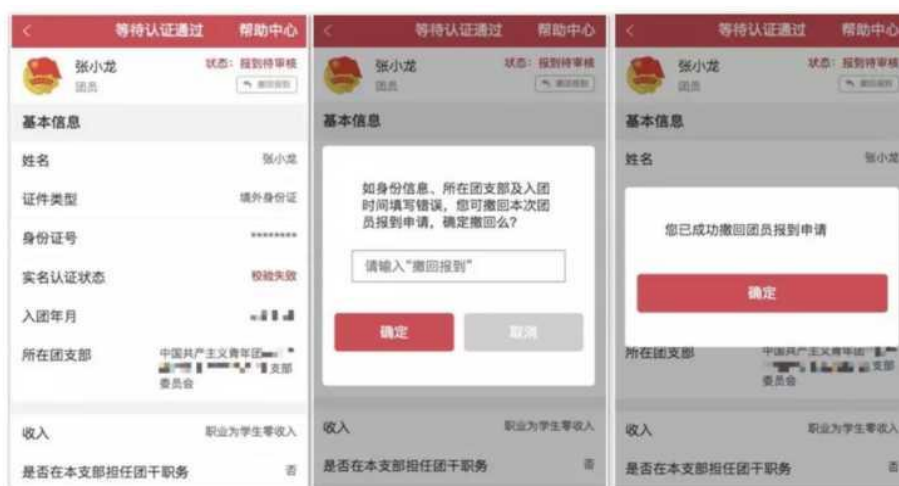 等待认证通过 帮助中心
张小龙 状态：报到待审核
团员 撤回报到
基本信息
姓名 张小龙
证件类型 境外身份证
身份证号 ********
实名认证状态 校验失败
入团年月
所在团支部 中国共产主义青年团
支部
委员会
收入 职业为学生零收入
是否在本支部担任团干职务 否
等待认证通过 帮助中心
张小龙 状态：报到待审核
团员 撤回报到
基本信息
如身份信息、所在团支部及入团
时间填写错误，您可撤回本次团
员报到申请，确定撤回么？
请输入"撤回报到"
确定 取消
收入 职业为学生零收入
是否在本支部担任团干职务 否
等待认证通过 帮助中心
张小龙 状态：报到待审核
团员 撤回报到
基本信息
姓名 张小龙
您已成功撤回团员报到申请
确定
所在团支部 中国共产主义青年团
支部
委员会
收入 职业为学生零收入
是否在本支部担任团干职务 否